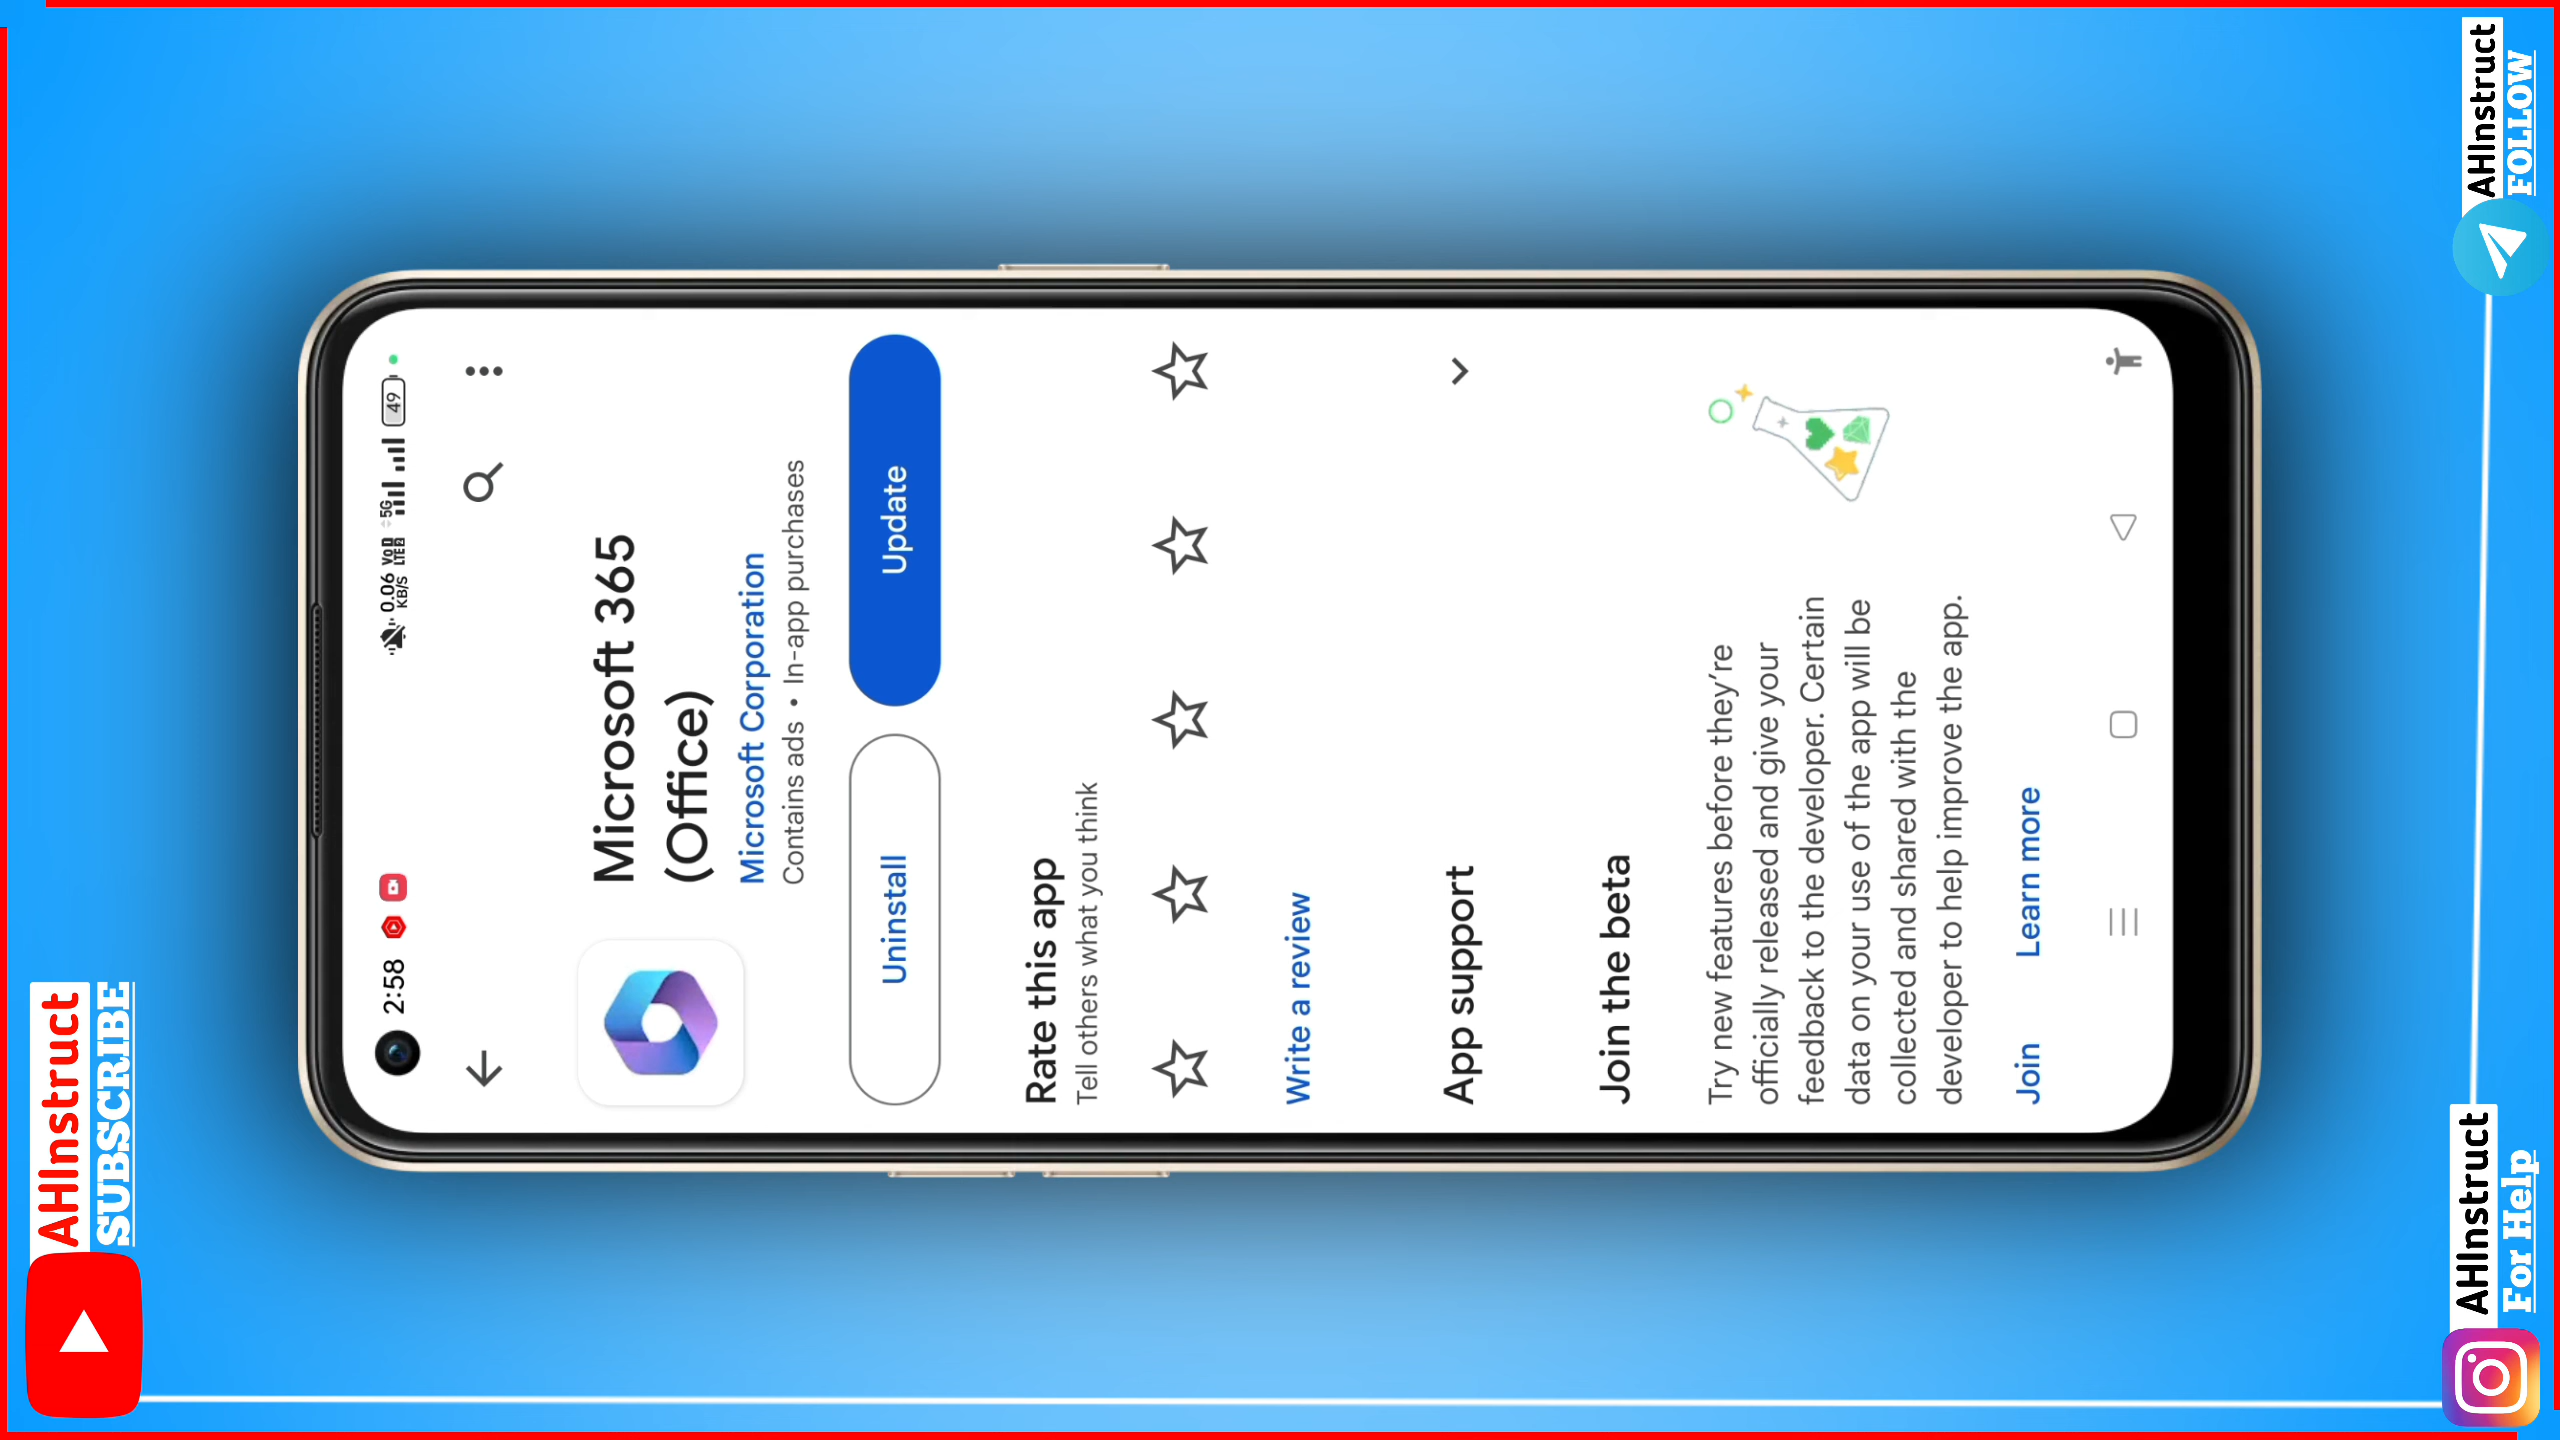 2:58
0.06
KB/S
VoD
LTE2
5G
49
Microsoft 365
(Office)
Microsoft Corporation
Contains ads • In-app purchases
Uninstall
Update
Rate this app
Tell others what you think
Write a review
App support
Join the beta
Try new features before they’re
officially released and give your
feedback to the developer. Certain
data on your use of the app will be
collected and shared with the
developer to help improve the app.
Join
Learn more
AHInstruct
SUBSCRIBE
AHInstruct
FOLLOW
AHInstruct
For Help